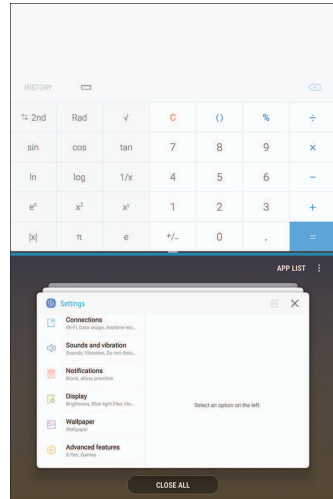 HISTORY
⇆ 2nd Rad √ C () % ÷
sin cos tan 7 8 9 ×
ln log 1/x 4 5 6 −
eˣ x² xʸ 1 2 3 +
|x| π e +/− 0 . =
APP LIST
Settings
Connections
Wi-Fi, Data usage, Airplane mo...
Sounds and vibration
Sounds, Vibration, Do not distu...
Notifications
Block, allow, prioritize
Display
Brightness, Blue light filter, Ho...
Wallpaper
Wallpaper
Advanced features
S Pen, Games
Select an option on the left.
CLOSE ALL